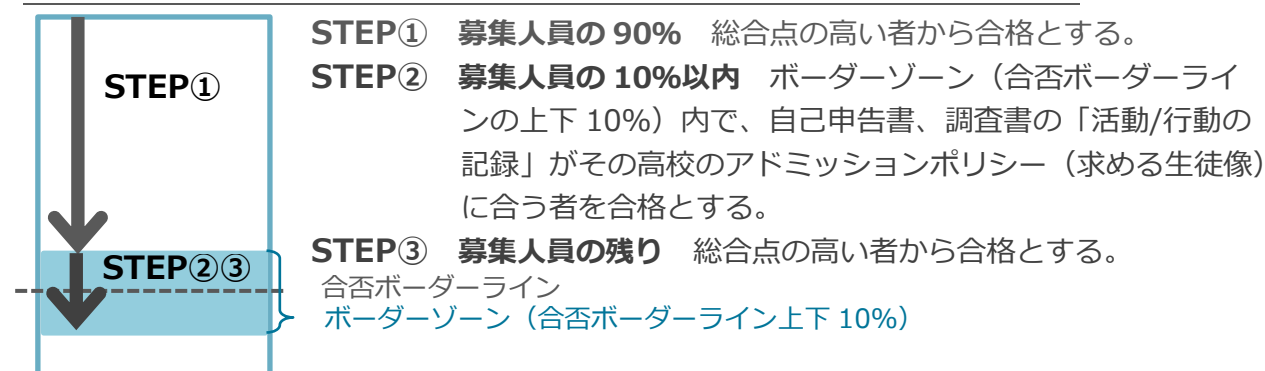 STEP① 募集人員の 90% 総合点の高い者から合格とする。
STEP① STEP② 募集人員の 10%以内 ボーダーゾーン（合否ボーダーライ
ンの上下 10%）内で、自己申告書、調査書の「活動/行動の
記録」がその高校のアドミッションポリシー（求める生徒像）
に合う者を合格とする。
STEP②③ STEP③ 募集人員の残り 総合点の高い者から合格とする。
合否ボーダーライン
ボーダーゾーン（合否ボーダーライン上下 10%）